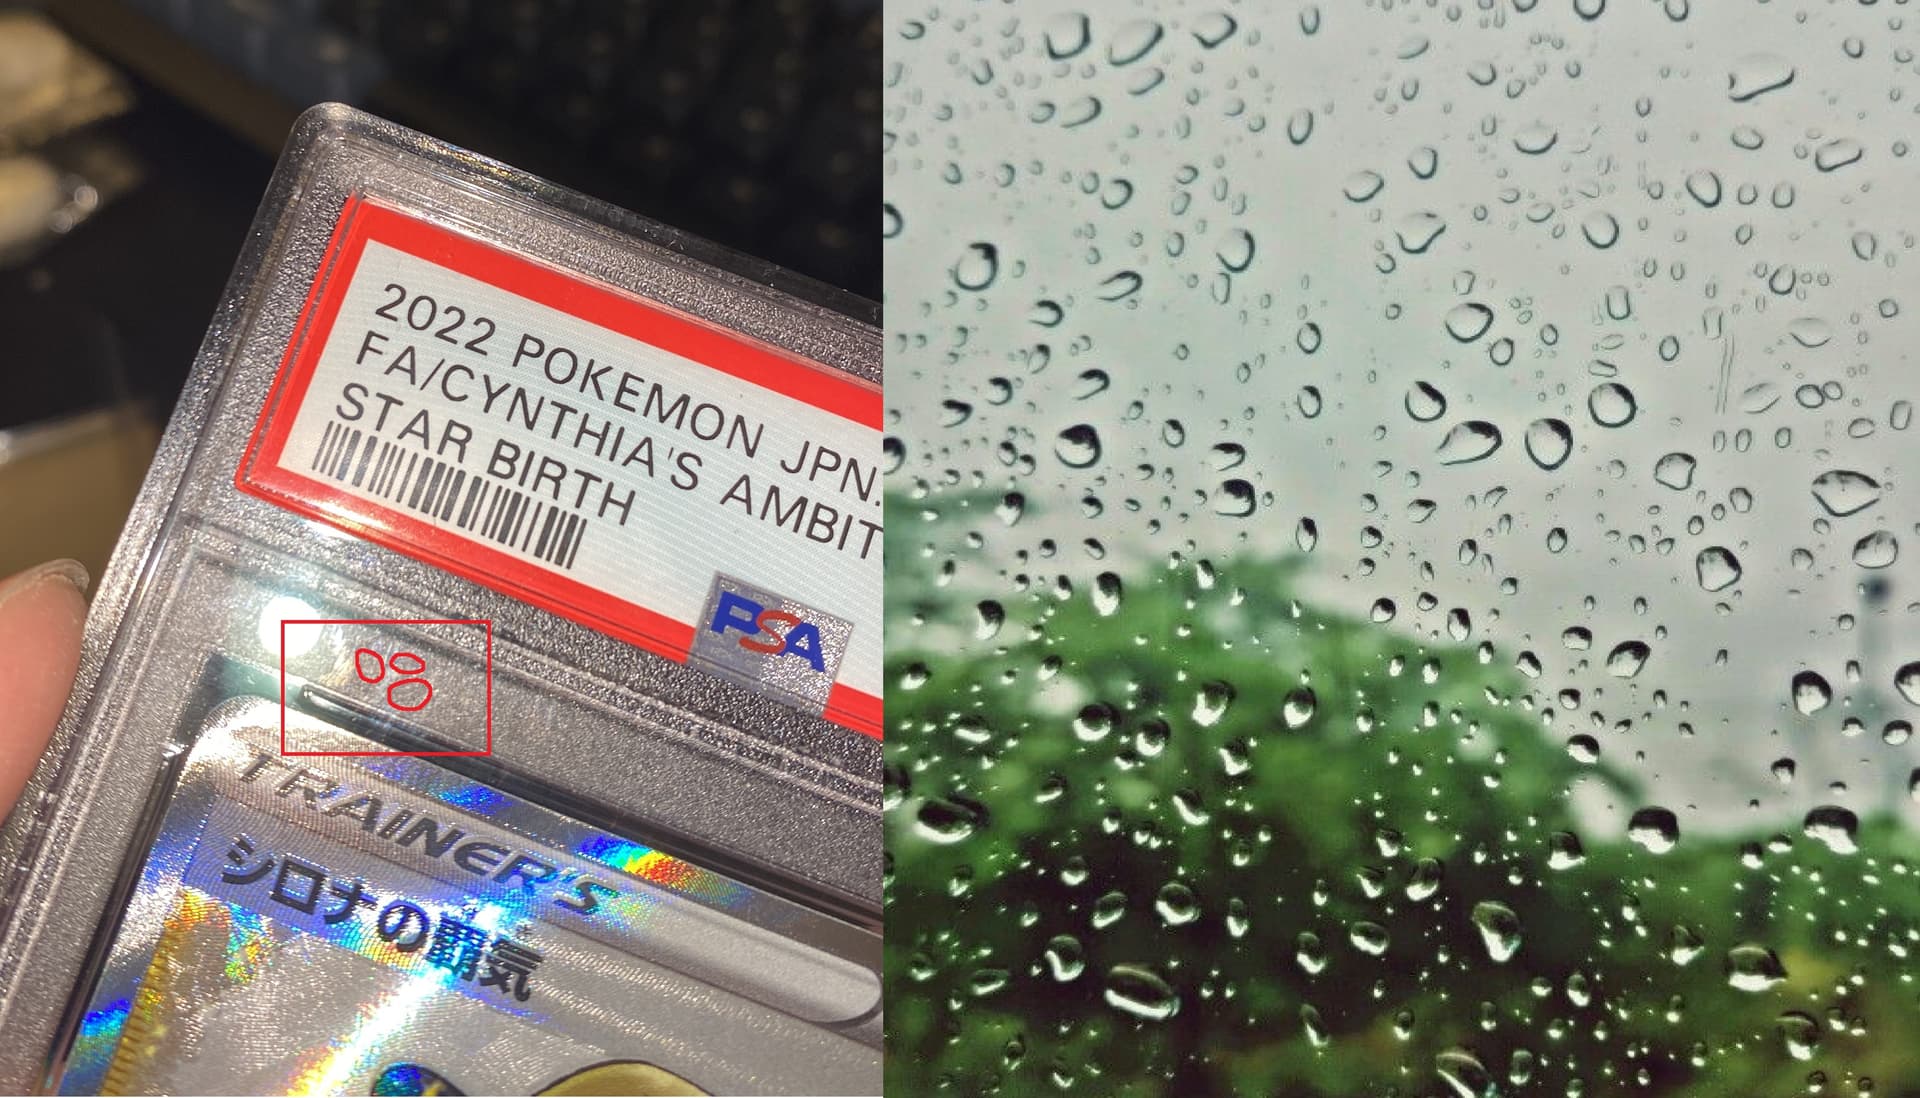 2022 POKEMON JPN.
FA/CYNTHIA'S AMBIT
STAR BIRTH
PSA
TRAINER'S
シロナの覇気